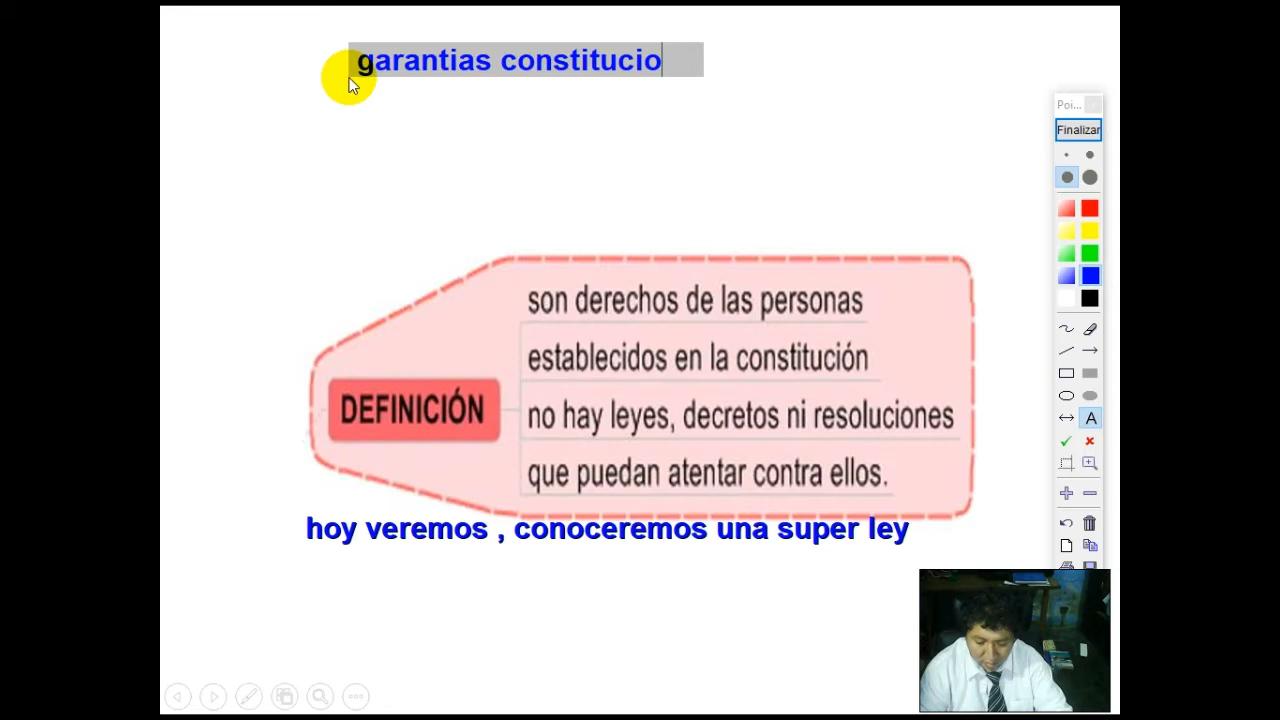 garantias constitucio
Poi...
Finalizar
A
son derechos de las personas
establecidos en la constitución
DEFINICIÓN
no hay leyes, decretos ni resoluciones
que puedan atentar contra ellos.
hoy veremos , conoceremos una super ley